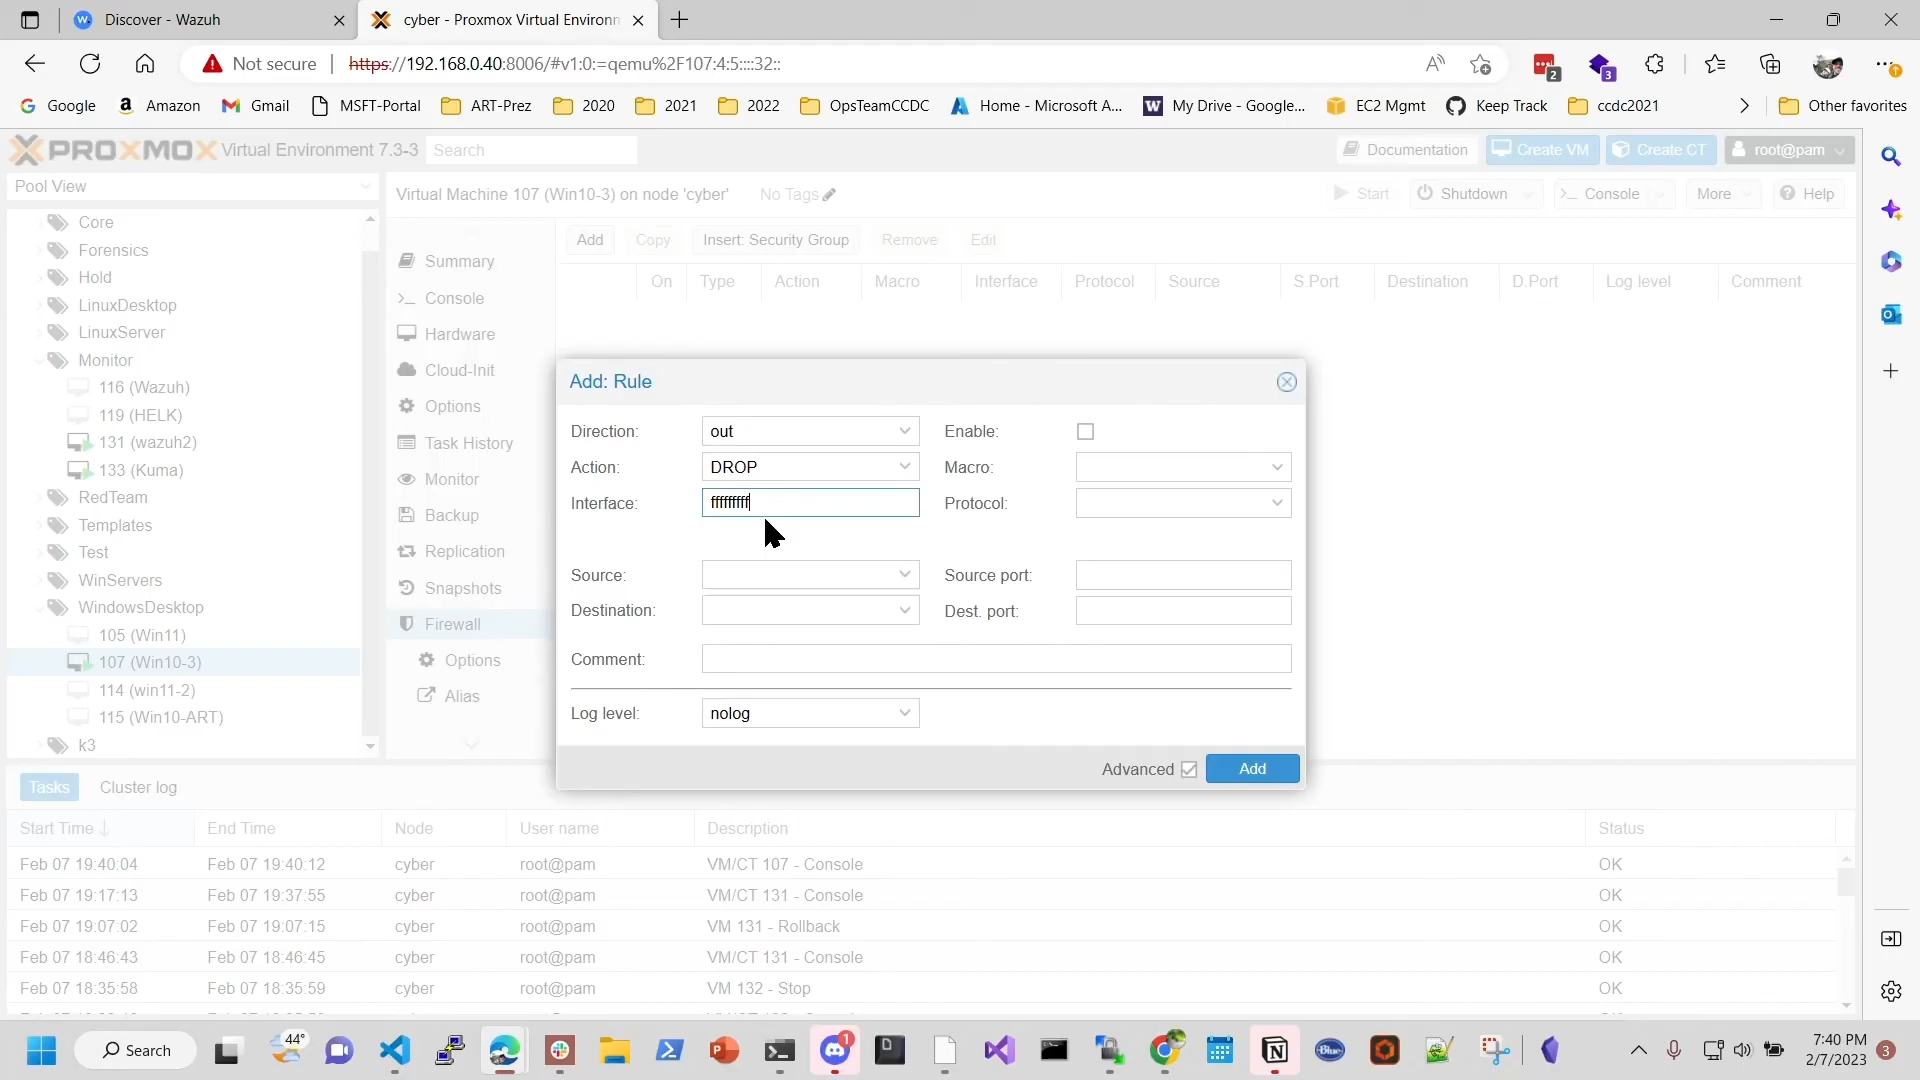 Discover - Wazuh
cyber - Proxmox Virtual Environn
Not secure
https://192.168.0.40:8006/#v1:0:=qemu%2F107:4:5::::32::
2
3
Google
Amazon
Gmail
MSFT-Portal
ART-Prez
2020
2021
2022
OpsTeamCCDC
Home - Microsoft A...
My Drive - Google...
EC2 Mgmt
Keep Track
ccdc2021
Other favorites
PROXMOX Virtual Environment 7.3-3
Search
Documentation
Create VM
Create CT
root@pam
Pool View
Virtual Machine 107 (Win10-3) on node 'cyber'
No Tags
Start
Shutdown
Console
More
Help
Core
Forensics
Hold
LinuxDesktop
LinuxServer
Monitor
116 (Wazuh)
119 (HELK)
131 (wazuh2)
133 (Kuma)
RedTeam
Templates
Test
WinServers
WindowsDesktop
105 (Win11)
107 (Win10-3)
114 (win11-2)
115 (Win10-ART)
k3
Summary
Console
Hardware
Cloud-Init
Options
Task History
Monitor
Backup
Replication
Snapshots
Firewall
Options
Alias
Add
Copy
Insert: Security Group
Remove
Edit
On
Type
Action
Macro
Interface
Protocol
Source
S Port
Destination
D.Port
Log level
Comment
Add: Rule
Direction:
out
Enable:
Action:
DROP
Macro:
Interface:
fffffffff
Protocol:
Source:
Source port:
Destination:
Dest. port:
Comment:
Log level:
nolog
Advanced
Add
Tasks
Cluster log
Start Time
End Time
Node
User name
Description
Status
Feb 07 19:40:04 Feb 07 19:40:12 cyber root@pam VM/CT 107 - Console OK
Feb 07 19:17:13 Feb 07 19:37:55 cyber root@pam VM/CT 131 - Console OK
Feb 07 19:07:02 Feb 07 19:07:15 cyber root@pam VM 131 - Rollback OK
Feb 07 18:46:43 Feb 07 18:46:45 cyber root@pam VM/CT 131 - Console OK
Feb 07 18:35:58 Feb 07 18:35:59 cyber root@pam VM 132 - Stop OK
Search
44°
1
Blue
7:40 PM
2/7/2023
3